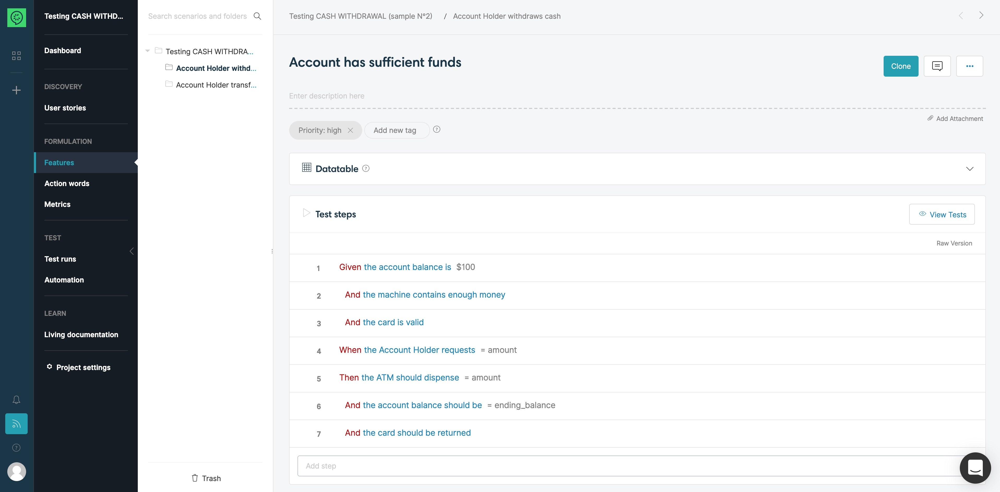 Testing CASH WITHD...
Dashboard
DISCOVERY
User stories
FORMULATION
Features
Action words
Metrics
TEST
Test runs
Automation
LEARN
Living documentation
Project settings
Search scenarios and folders
Testing CASH WITHDRA...
Account Holder withd...
Account Holder transf...
Trash
Testing CASH WITHDRAWAL (sample N°2) / Account Holder withdraws cash
Account has sufficient funds
Clone
Enter description here
Add Attachment
Priority: high
Add new tag
Datatable
Test steps
View Tests
Raw Version
1 Given the account balance is $100
2 And the machine contains enough money
3 And the card is valid
4 When the Account Holder requests = amount
5 Then the ATM should dispense = amount
6 And the account balance should be = ending_balance
7 And the card should be returned
Add step